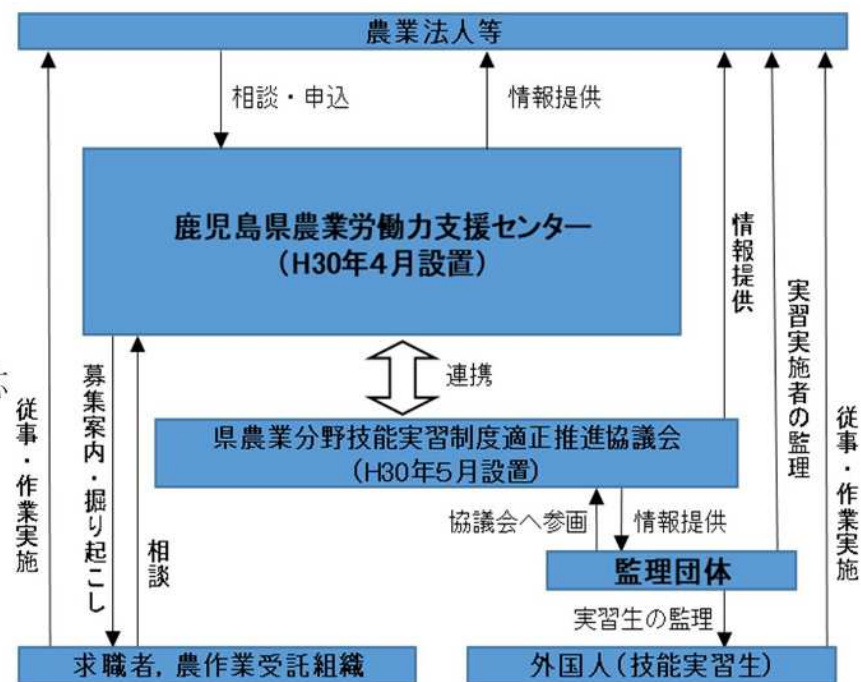 農業法人等
相談・申込
情報提供
鹿児島県農業労働力支援センター
(H30年4月設置)
情報提供
実習実施者の監理
従事・作業実施
募集案内・掘り起こし
相談
連携
県農業分野技能実習制度適正推進協議会
(H30年5月設置)
協議会へ参画
情報提供
従事・作業実施
監理団体
実習生の監理
求職者，農作業受託組織
外国人(技能実習生)